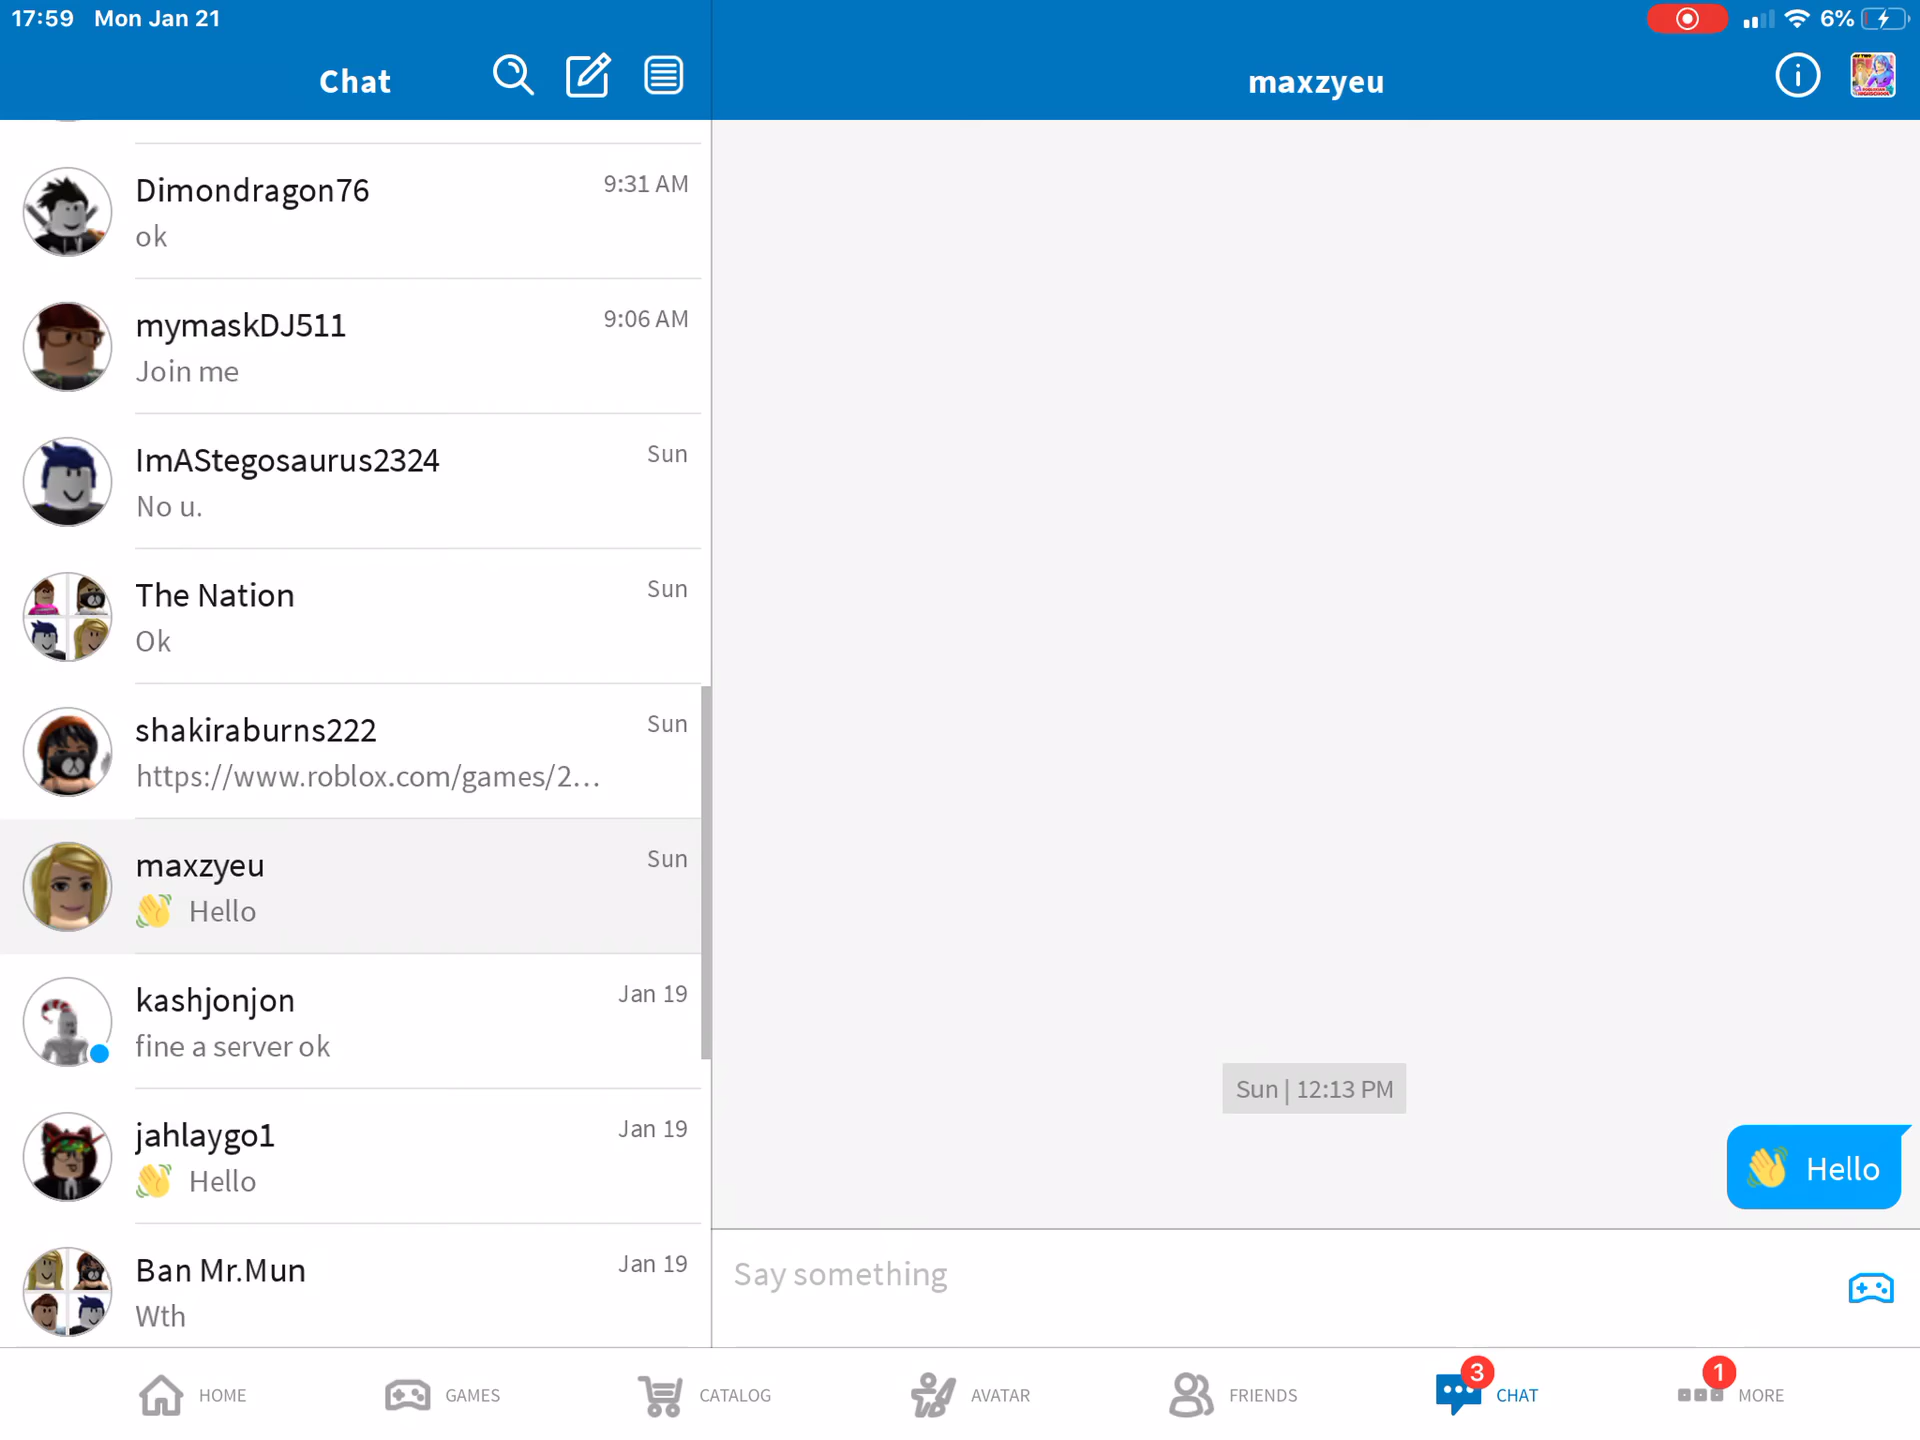 17:59 Mon Jan 21
6%
Chat
maxzyeu
Dimondragon76 9:31 AM
ok
mymaskDJ511 9:06 AM
Join me
ImAStegosaurus2324 Sun
No u.
The Nation Sun
Ok
shakiraburns222 Sun
https://www.roblox.com/games/2...
maxzyeu Sun
👋 Hello
kashjonjon Jan 19
fine a server ok
jahlaygo1 Jan 19
👋 Hello
Ban Mr.Mun Jan 19
Wth
Sun | 12:13 PM
👋 Hello
Say something
HOME
GAMES
CATALOG
AVATAR
FRIENDS
3
CHAT
1
MORE